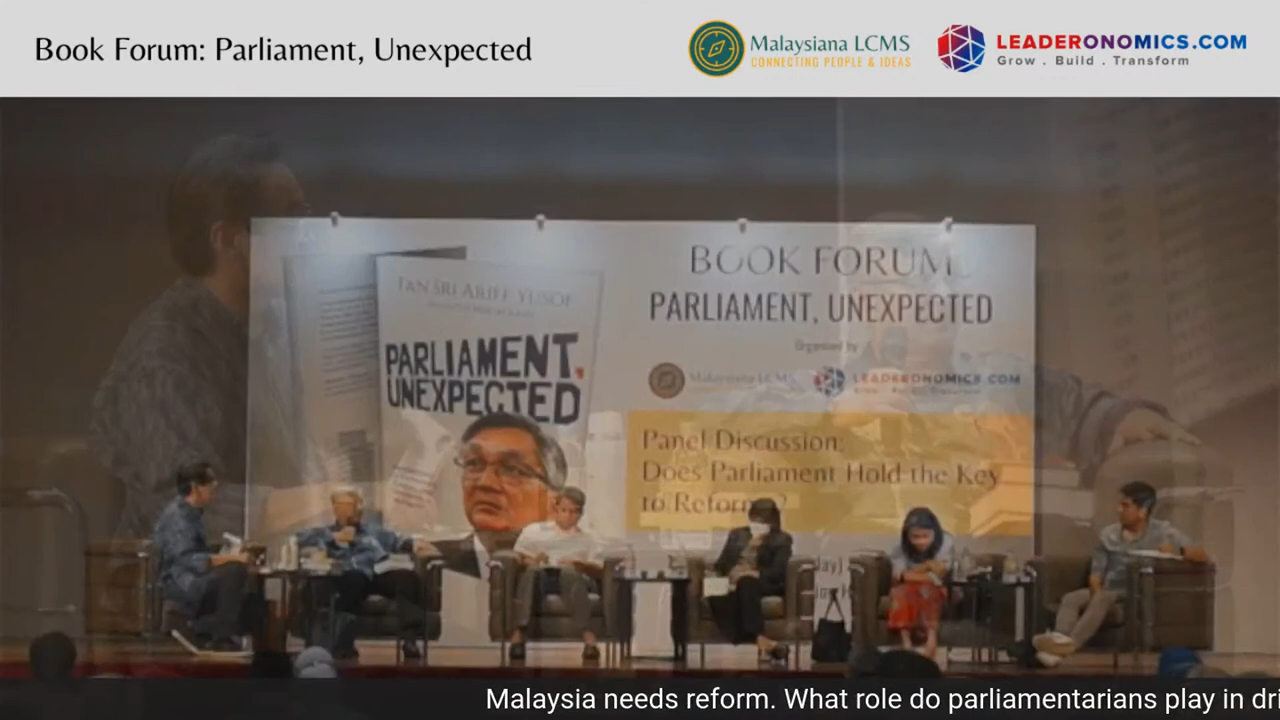 Book Forum: Parliament, Unexpected
Malaysiana LCMS
CONNECTING PEOPLE & IDEAS
LEADERONOMICS.COM
Grow . Build . Transform
TAN SRI ARIFF YUSOF
PARLIAMENT,
UNEXPECTED
BOOK FORUM:
PARLIAMENT, UNEXPECTED
Organised by
Malaysiana LCMS
LEADERONOMICS.COM
Panel Discussion:
Does Parliament Hold the Key
to Reform?
Malaysia needs reform. What role do parliamentarians play in dri